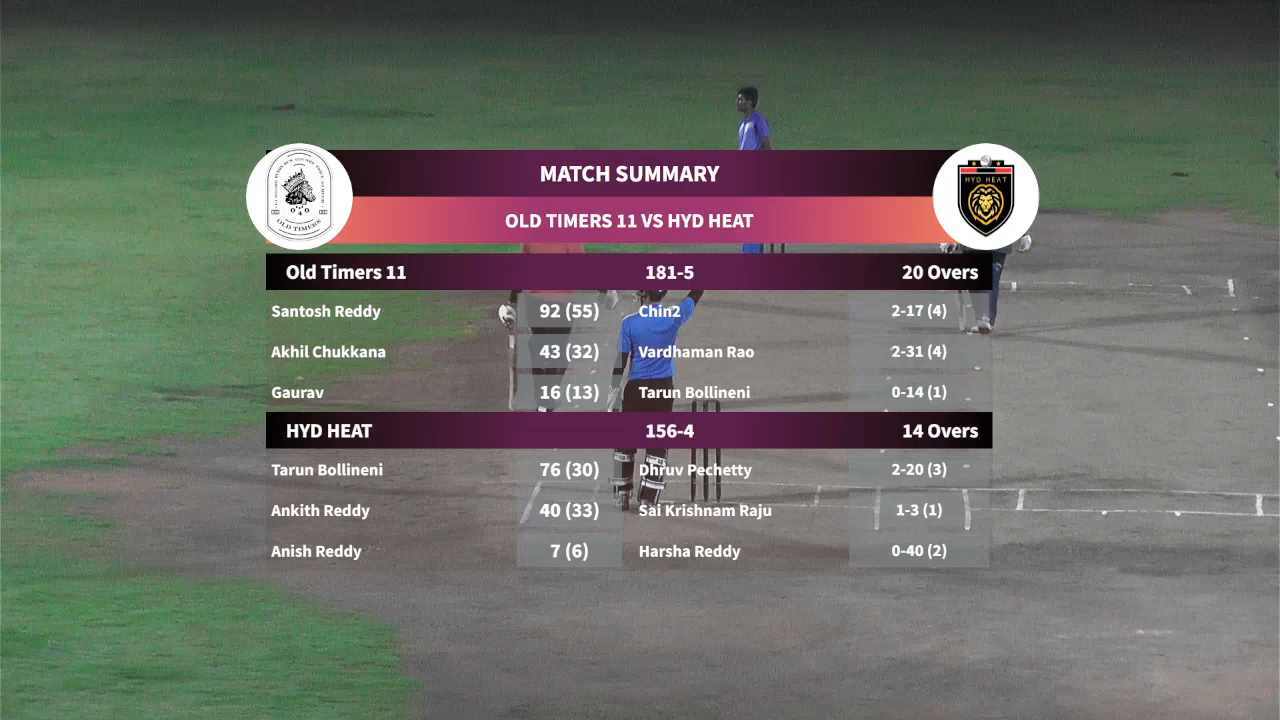 MATCH SUMMARY
OLD TIMERS 11 VS HYD HEAT
HYD HEAT
040
OLD TIMERS
Old Timers 11 181-5 20 Overs
Santosh Reddy 92 (55) Chin2 2-17 (4)
Akhil Chukkana 43 (32) Vardhaman Rao 2-31 (4)
Gaurav 16 (13) Tarun Bollineni 0-14 (1)
HYD HEAT 156-4 14 Overs
Tarun Bollineni 76 (30) Dhruv Pechetty 2-20 (3)
Ankith Reddy 40 (33) Sai Krishnam Raju 1-3 (1)
Anish Reddy 7 (6) Harsha Reddy 0-40 (2)